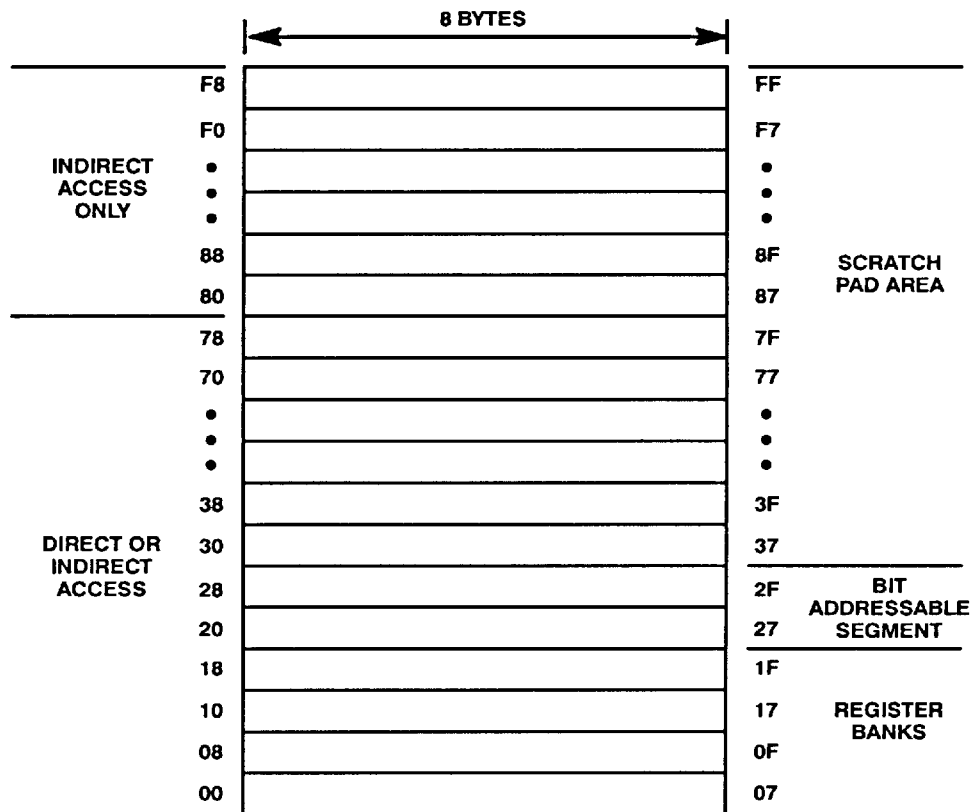 8 BYTES
F8 FF
F0 F7
INDIRECT
ACCESS
ONLY
88 8F
80 87
SCRATCH
PAD AREA
78 7F
70 77
38 3F
DIRECT OR
INDIRECT
ACCESS
30 37
28 2F
20 27
BIT
ADDRESSABLE
SEGMENT
18 1F
10 17
REGISTER
BANKS
08 0F
00 07